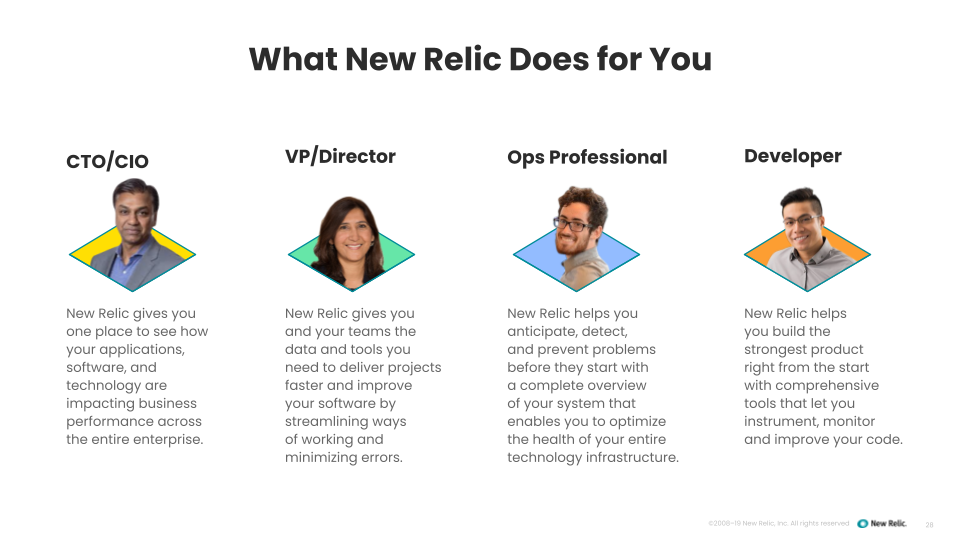 What New Relic Does for You
CTO/CIO
New Relic gives you
one place to see how
your applications,
software, and
technology are
impacting business
performance across
the entire enterprise.
VP/Director
New Relic gives you
and your teams the
data and tools you
need to deliver projects
faster and improve
your software by
streamlining ways
of working and
minimizing errors.
Ops Professional
New Relic helps you
anticipate, detect,
and prevent problems
before they start with
a complete overview
of your system that
enables you to optimize
the health of your entire
technology infrastructure.
Developer
New Relic helps
you build the
strongest product
right from the start
with comprehensive
tools that let you
instrument, monitor
and improve your code.
©2008–19 New Relic, Inc. All rights reserved New Relic. 28